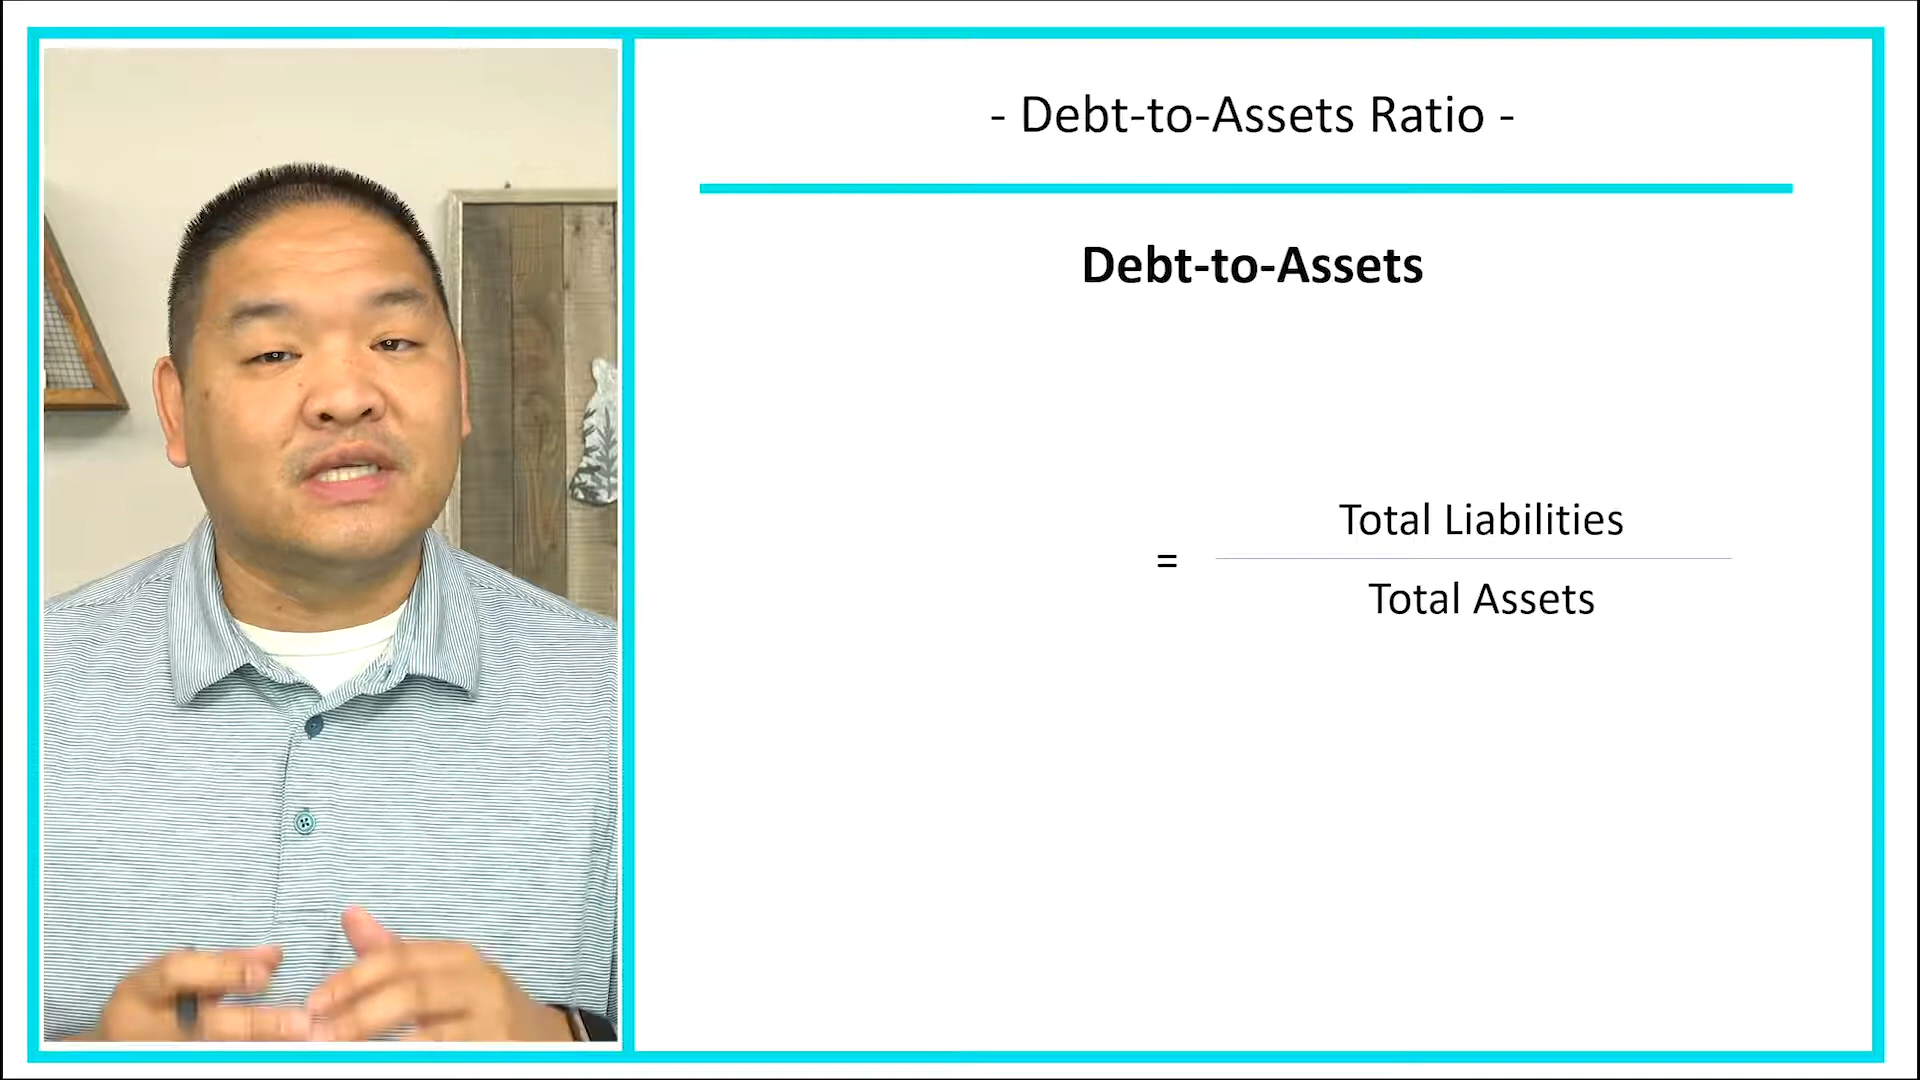 - Debt-to-Assets Ratio -
Debt-to-Assets
=
Total Liabilities
Total Assets